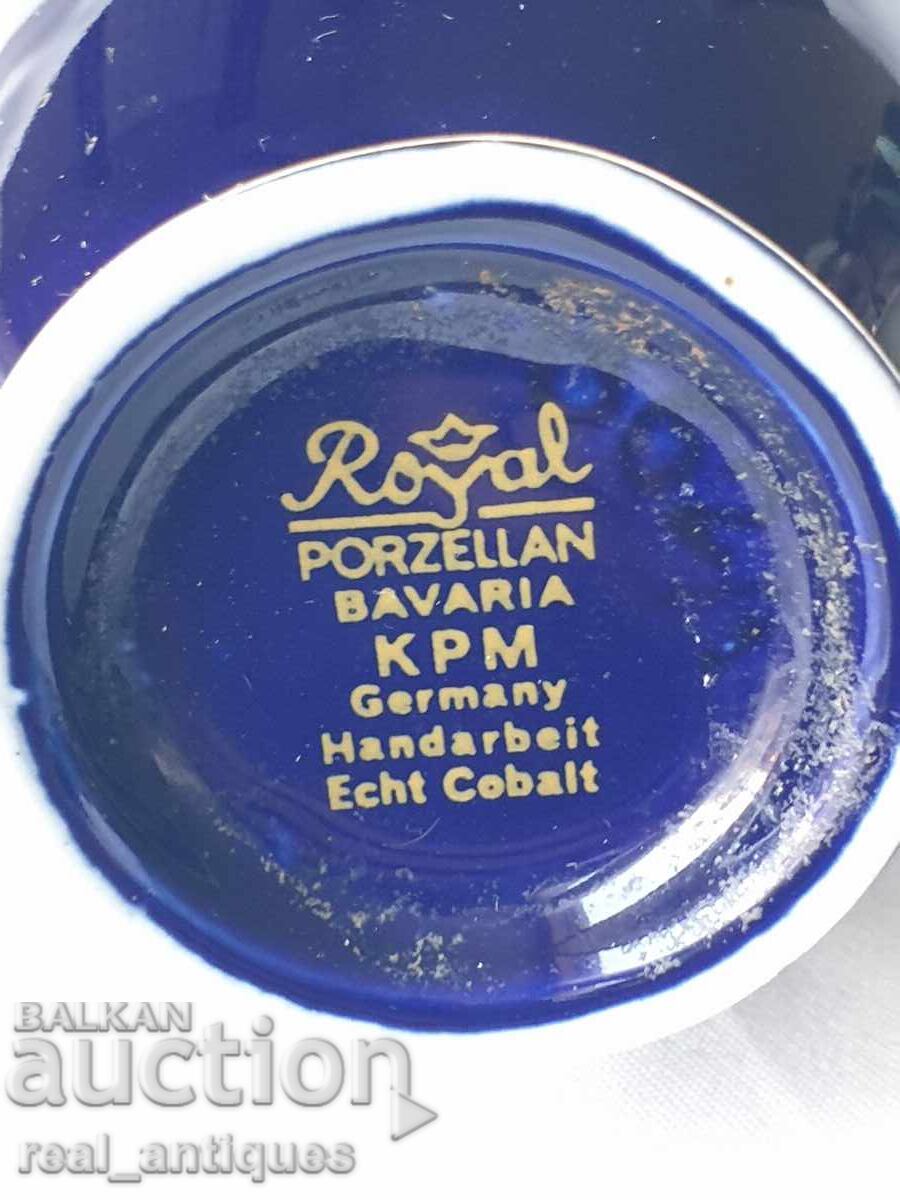 Royal
PORZELLAN
BAVARIA
KPM
Germany
Handarbeit
Echt Cobalt
BALKAN
auction
real_antiques